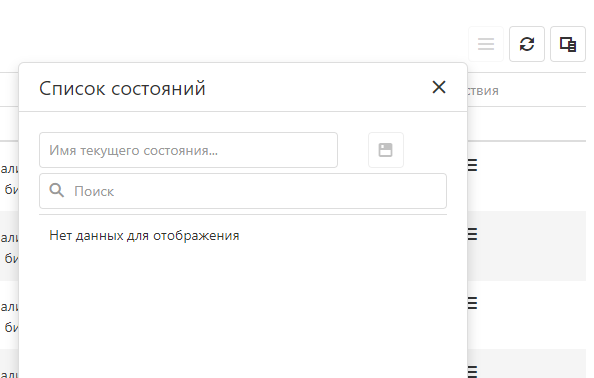 Список состояний
ствия
Имя текущего состояния...
Поиск
Нет данных для отображения
али
би
али
би
али
би
али